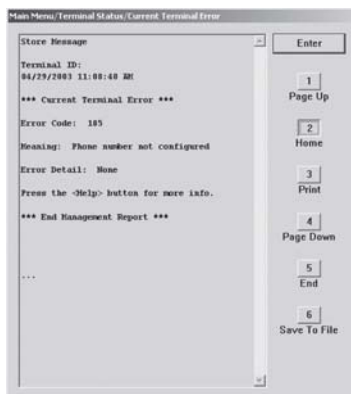 Main Menu/Terminal Status/Current Terminal Error
Store Message
Terminal ID:
04/29/2003 11:08:40 AM
*** Current Terminal Error ***
Error Code: 105
Meaning: Phone number not configured
Error Detail: None
Press the <Help> button for more info.
*** End Management Report ***
...
Enter
1
Page Up
2
Home
3
Print
4
Page Down
5
End
6
Save To File